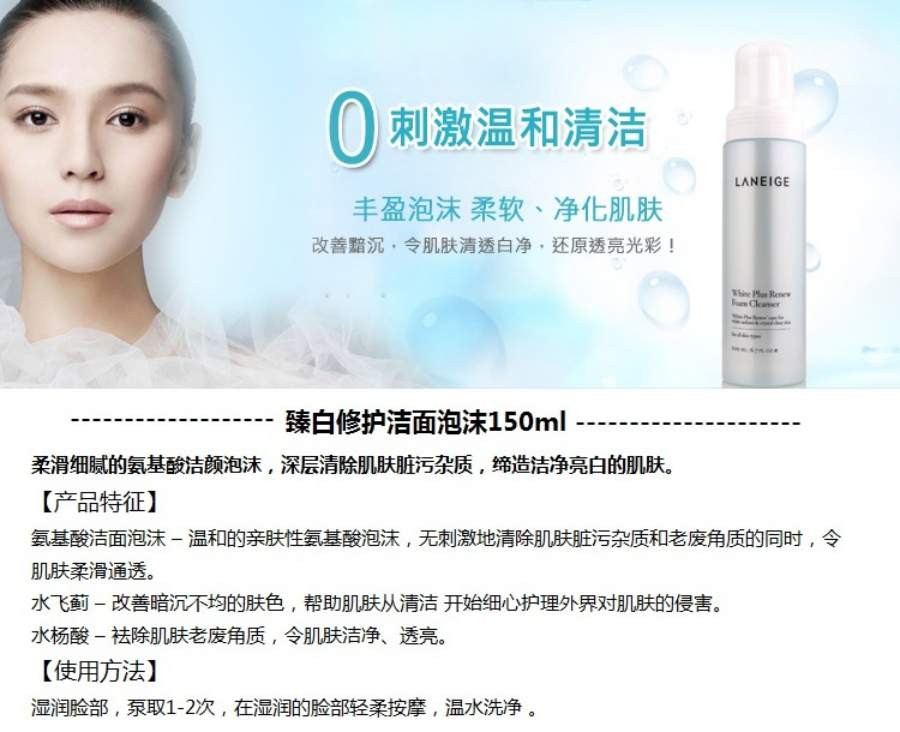 0刺激温和清洁
丰盈泡沫 柔软、净化肌肤
改善黯沉，令肌肤清透白净，还原透亮光彩！
LANEIGE
White Plus Renew
Foam Cleanser
------------------- 臻白修护洁面泡沫150ml ---------------------
柔滑细腻的氨基酸洁颜泡沫，深层清除肌肤脏污杂质，缔造洁净亮白的肌肤。
【产品特征】
氨基酸洁面泡沫 – 温和的亲肤性氨基酸泡沫，无刺激地清除肌肤脏污杂质和老废角质的同时，令
肌肤柔滑通透。
水飞蓟 – 改善暗沉不均的肤色，帮助肌肤从清洁 开始细心护理外界对肌肤的侵害。
水杨酸 – 祛除肌肤老废角质，令肌肤洁净、透亮。
【使用方法】
湿润脸部，泵取1-2次，在湿润的脸部轻柔按摩，温水洗净 。